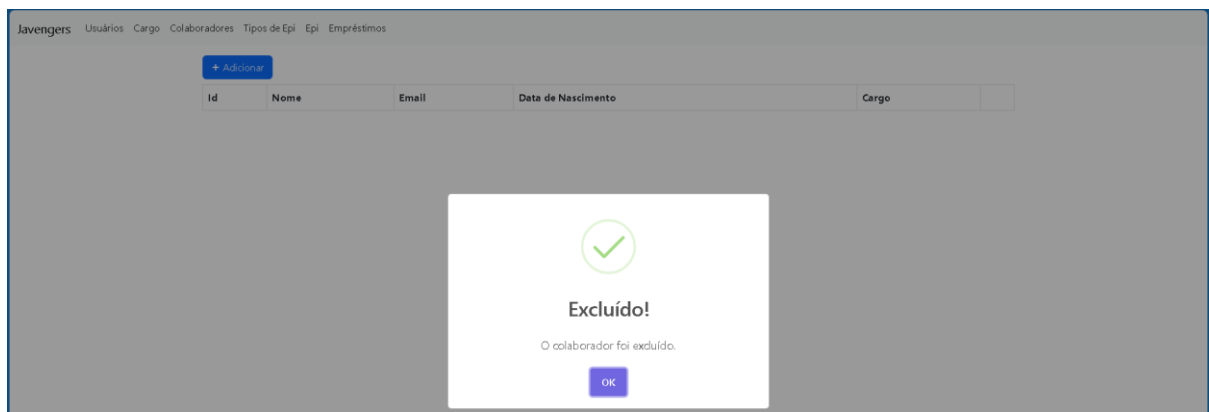 Javengers Usuários Cargo Colaboradores Tipos de Epi Epi Empréstimos
+ Adicionar
Id Nome Email Data de Nascimento Cargo
Excluído!
O colaborador foi excluído.
OK